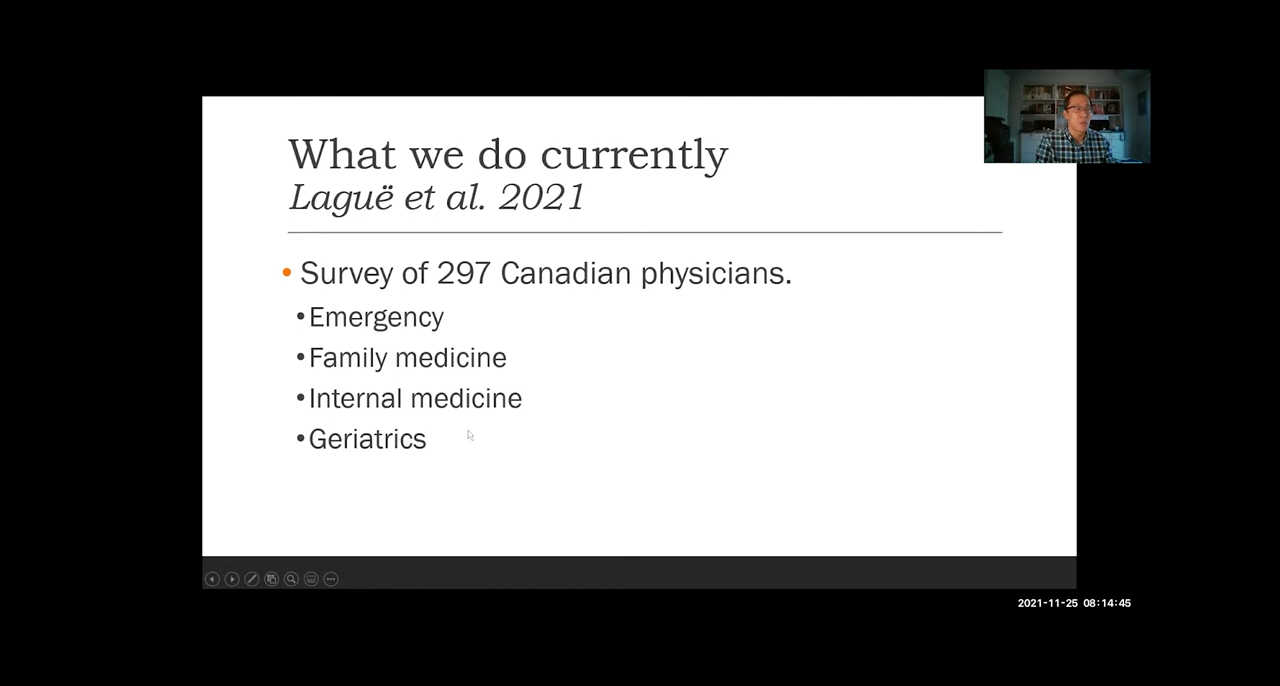 What we do currently
Laguë et al. 2021
• Survey of 297 Canadian physicians.
• Emergency
• Family medicine
• Internal medicine
• Geriatrics
2021-11-25 08:14:45